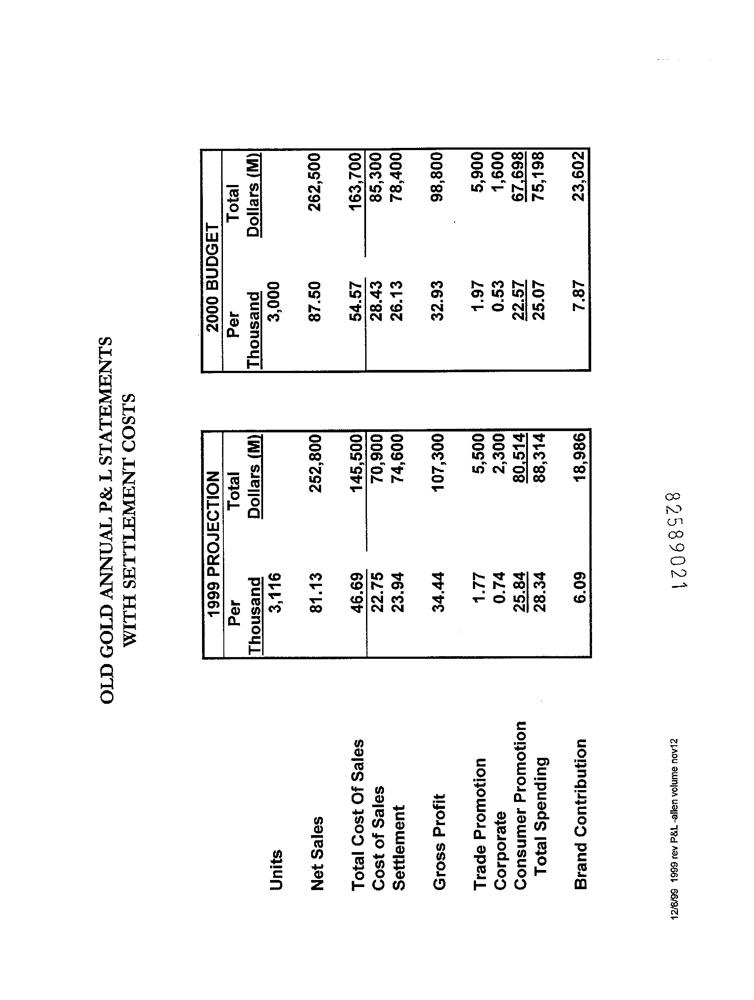 OLD GOLD ANNUAL P& L STATEMENTS
WITH SETTLEMENT COSTS
1999 PROJECTION 2000 BUDGET
Per Total Per Total
Thousand Dollars (M) Thousand Dollars (M)
Units 3,116 3,000
Net Sales 81.13 252,800 87.50 262,500
Total Cost Of Sales 46.69 145,500 54.57 163,700
Cost of Sales 22.75 70,900 28.43 85,300
Settlement 23.94 74,600 26.13 78,400
Gross Profit 34.44 107,300 32.93 98,800
Trade Promotion 1.77 5,500 1.97 5,900
Corporate 0.74 2,300 0.53 1,600
Consumer Promotion 25.84 80,514 22.57 67,698
Total Spending 28.34 88,314 25.07 75,198
Brand Contribution 6.09 18,986 7.87 23,602
12/6/99 1999 rev P&L -allen volume nov12
82589021